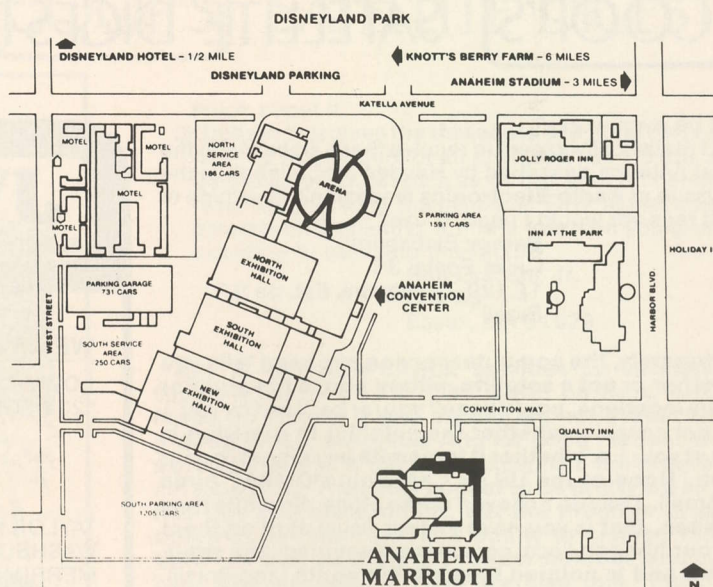 DISNEYLAND PARK
DISNEYLAND HOTEL – 1/2 MILE
KNOTT'S BERRY FARM – 6 MILES
DISNEYLAND PARKING
ANAHEIM STADIUM – 3 MILES
KATELLA AVENUE
MOTEL
MOTEL
MOTEL
MOTEL
NORTH
SERVICE
AREA
186 CARS
ARENA
JOLLY ROGER INN
S PARKING AREA
1591 CARS
INN AT THE PARK
HOLIDAY I
HARBOR BLVD.
NORTH
EXHIBITION
HALL
PARKING GARAGE
731 CARS
ANAHEIM
CONVENTION
CENTER
WEST STREET
SOUTH
EXHIBITION
HALL
SOUTH SERVICE
AREA
250 CARS
NEW
EXHIBITION
HALL
CONVENTION WAY
QUALITY INN
SOUTH PARKING AREA
1205 CARS
ANAHEIM
MARRIOTT
N